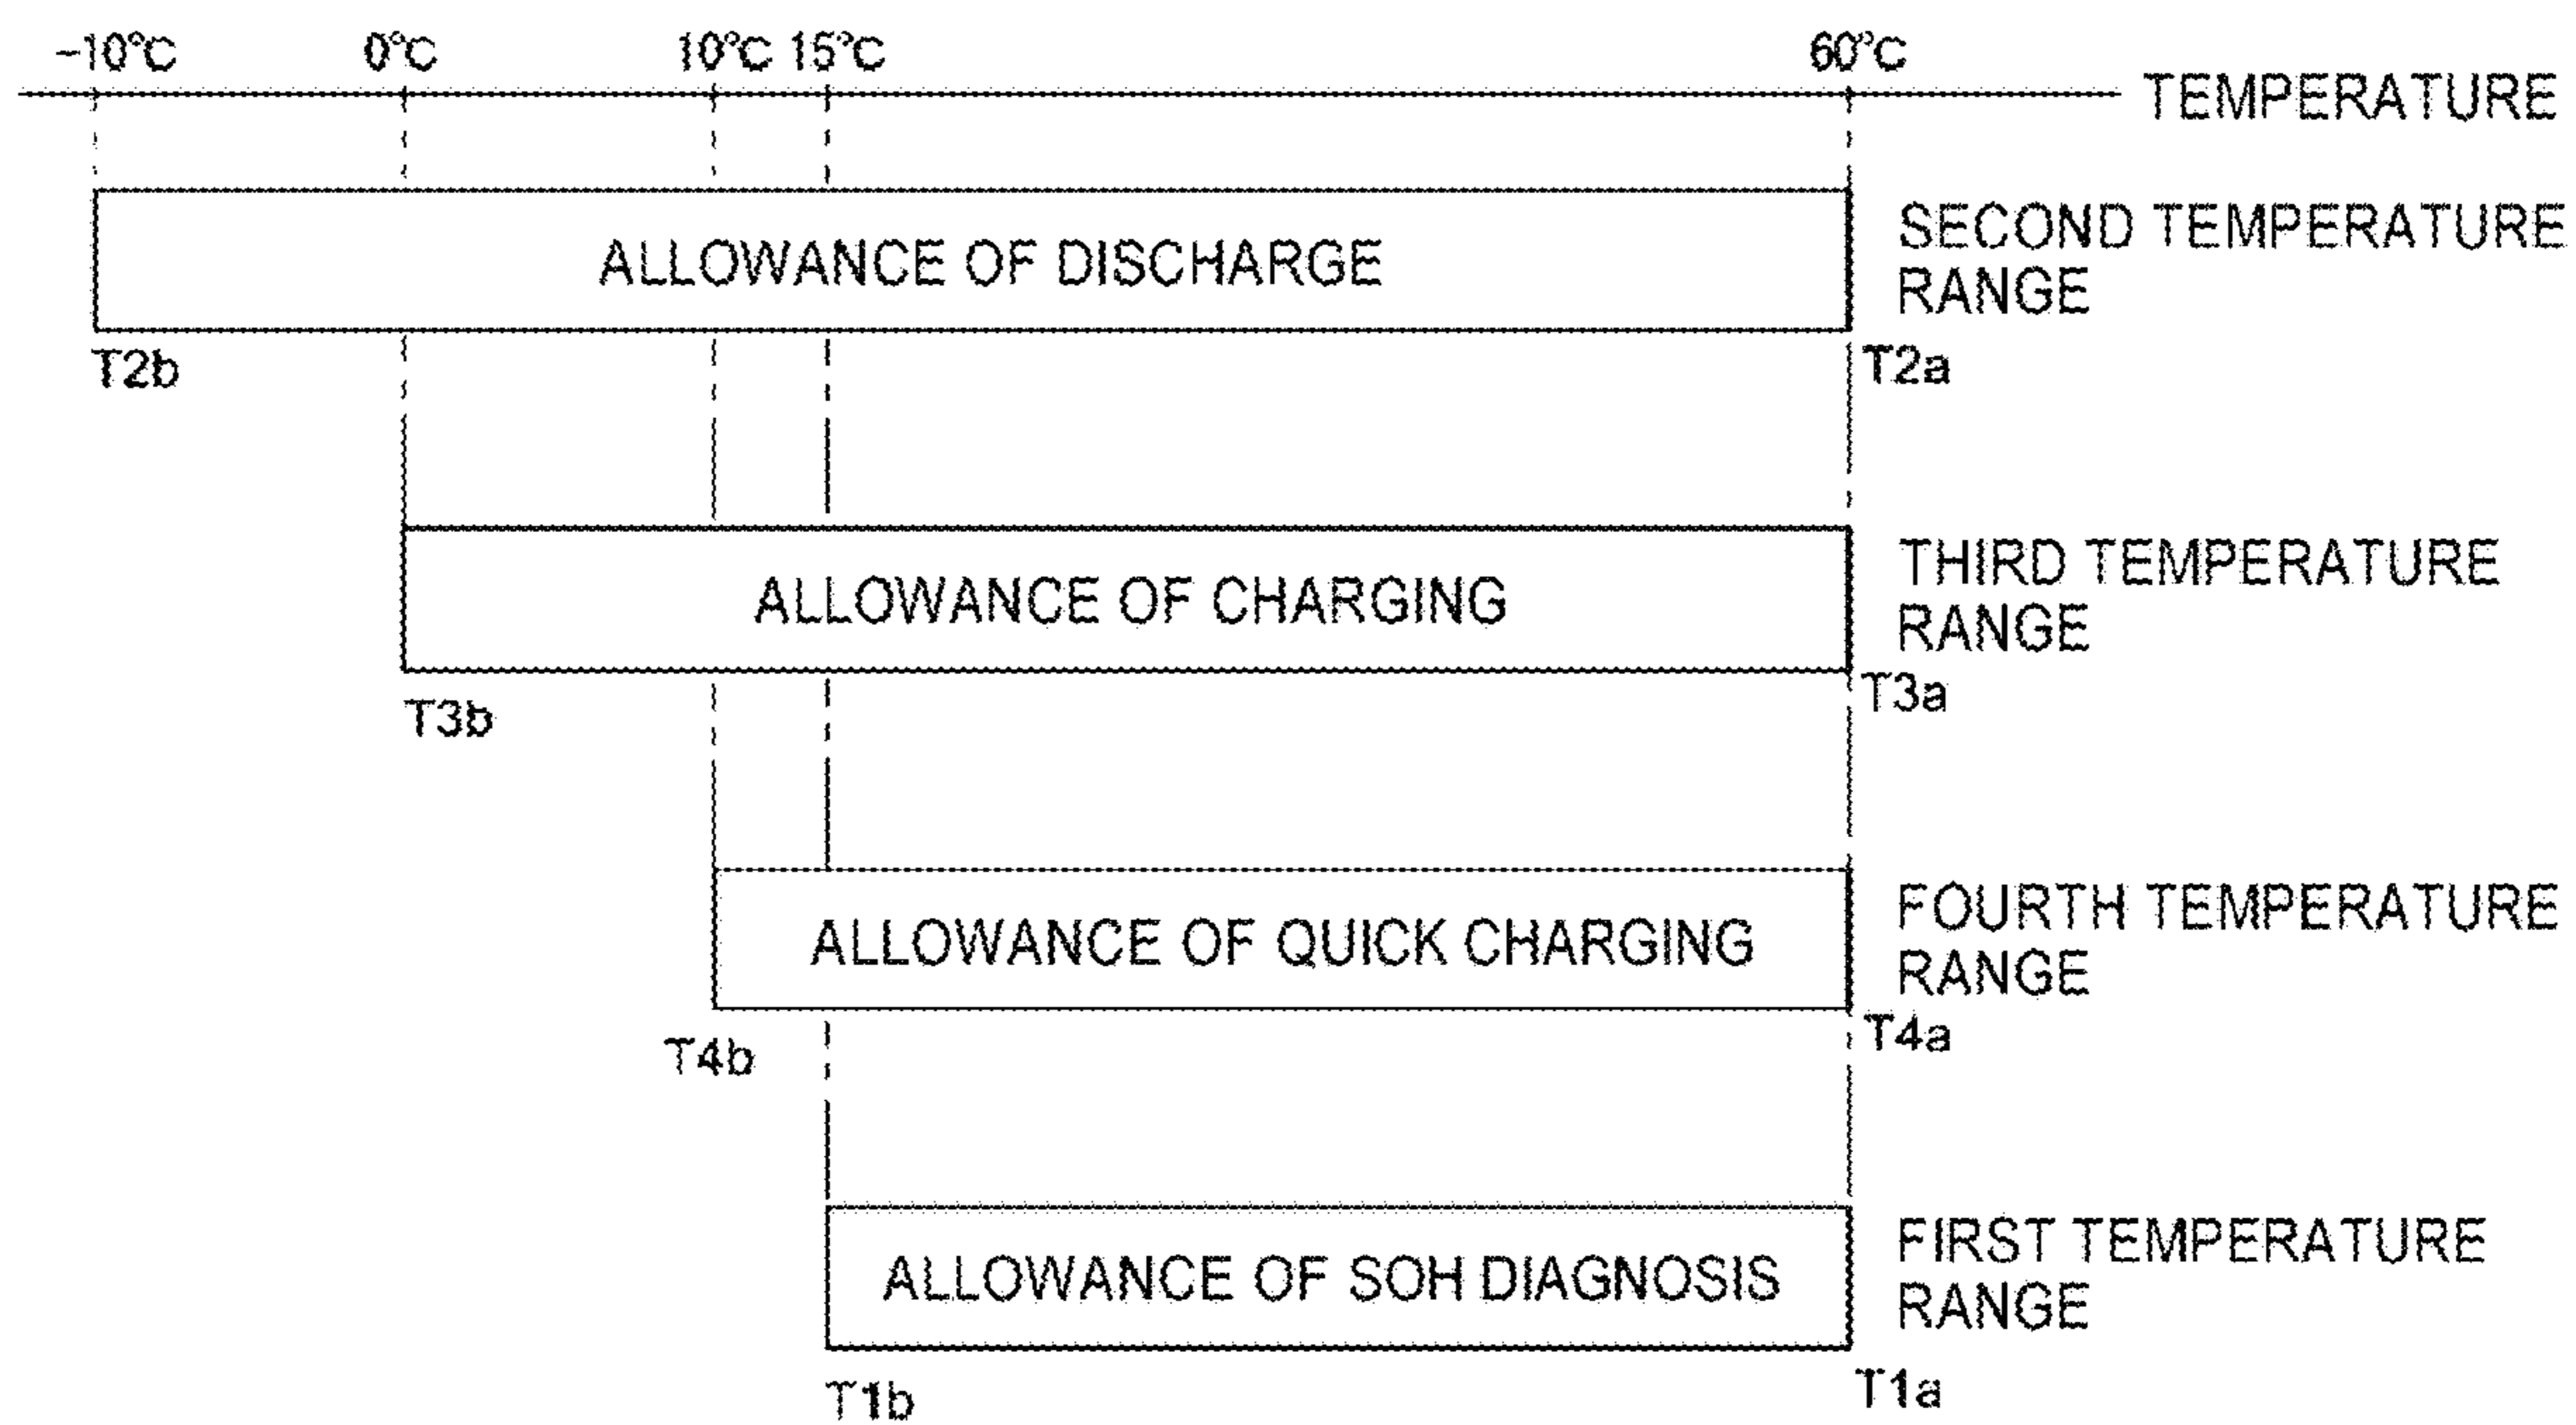 -10°C 0°C 10°C 15°C 60°C
TEMPERATURE
ALLOWANCE OF DISCHARGE
SECOND TEMPERATURE
RANGE
T2b
T2a
ALLOWANCE OF CHARGING
THIRD TEMPERATURE
RANGE
T3b
T3a
ALLOWANCE OF QUICK CHARGING
FOURTH TEMPERATURE
RANGE
T4b
T4a
ALLOWANCE OF SOH DIAGNOSIS
FIRST TEMPERATURE
RANGE
T1b
T1a